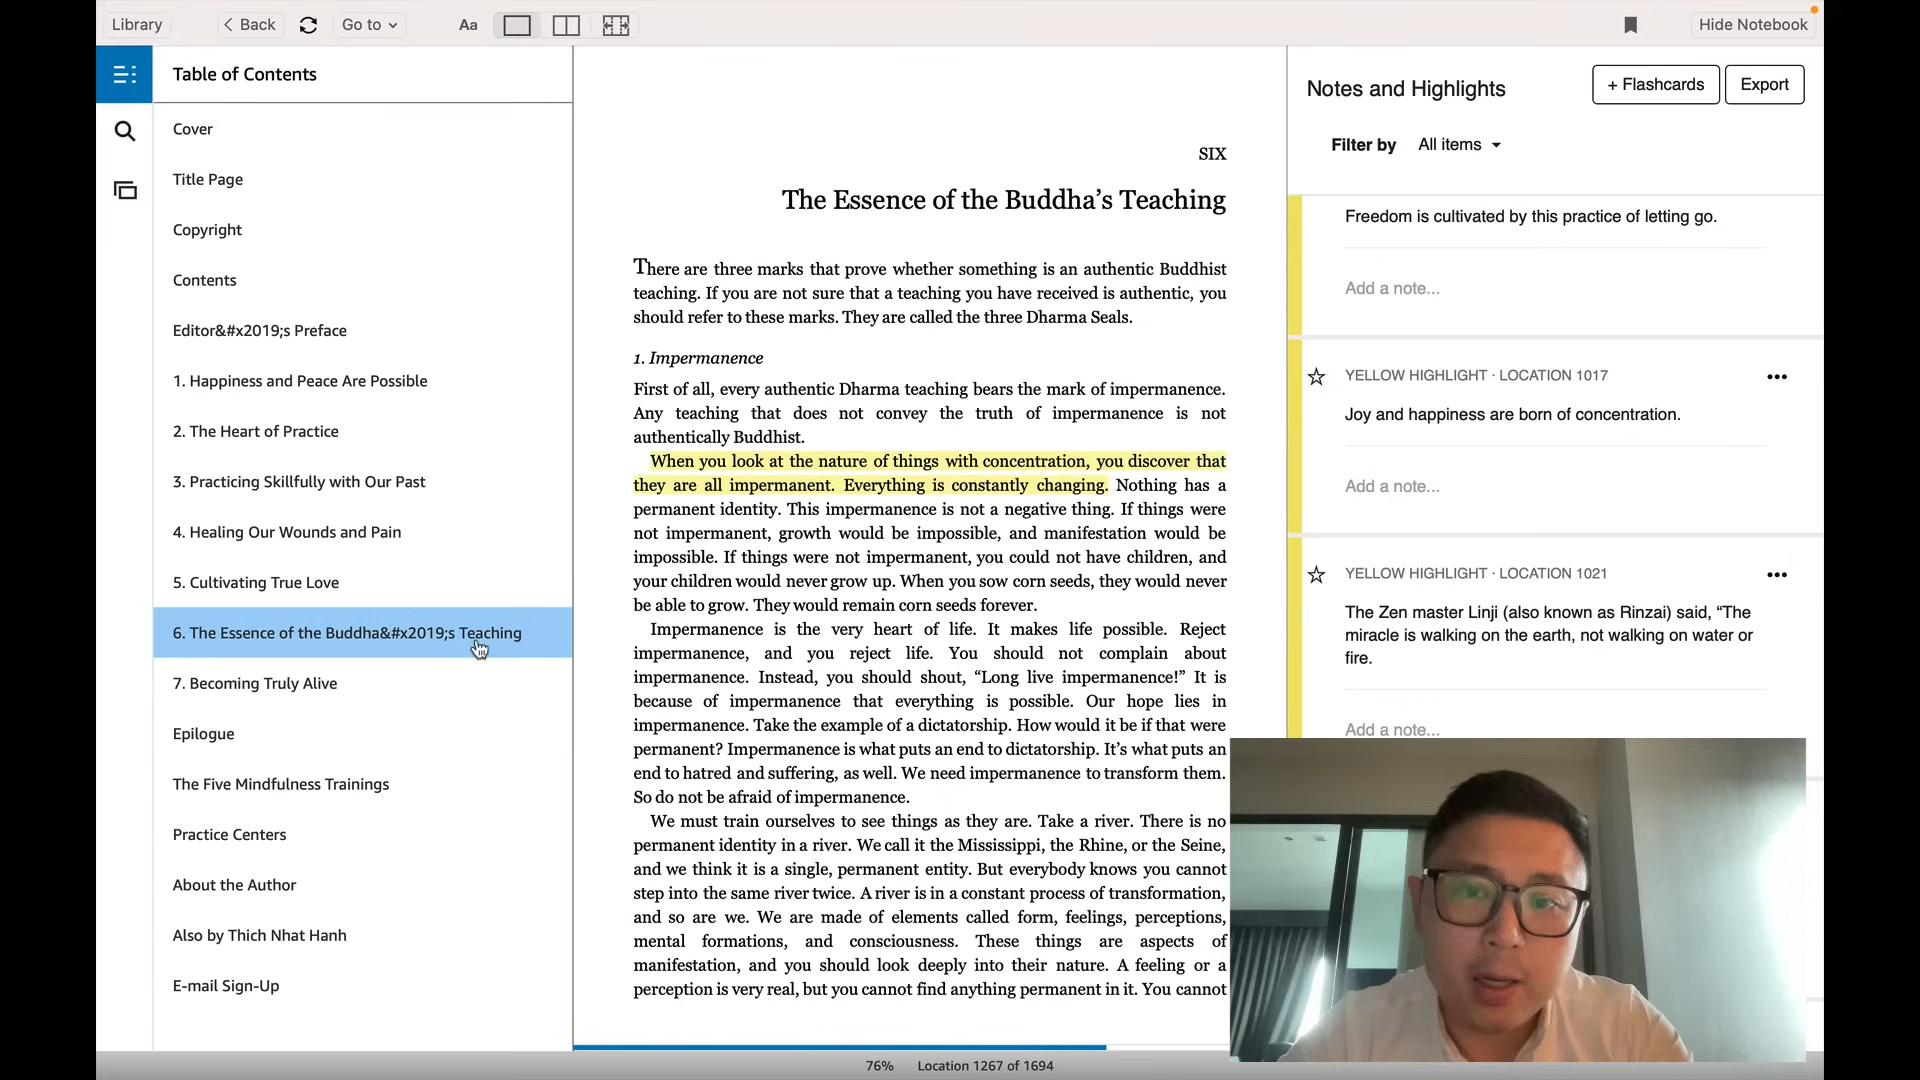 Library
Back
Go to
Aa
Hide Notebook
Table of Contents
Cover
Title Page
Copyright
Contents
Editor&#x2019;s Preface
1. Happiness and Peace Are Possible
2. The Heart of Practice
3. Practicing Skillfully with Our Past
4. Healing Our Wounds and Pain
5. Cultivating True Love
6. The Essence of the Buddha&#x2019;s Teaching
7. Becoming Truly Alive
Epilogue
The Five Mindfulness Trainings
Practice Centers
About the Author
Also by Thich Nhat Hanh
E-mail Sign-Up
SIX
The Essence of the Buddha’s Teaching
There are three marks that prove whether something is an authentic Buddhist
teaching. If you are not sure that a teaching you have received is authentic, you
should refer to these marks. They are called the three Dharma Seals.
1. Impermanence
First of all, every authentic Dharma teaching bears the mark of impermanence.
Any teaching that does not convey the truth of impermanence is not
authentically Buddhist.
When you look at the nature of things with concentration, you discover that
they are all impermanent. Everything is constantly changing. Nothing has a
permanent identity. This impermanence is not a negative thing. If things were
not impermanent, growth would be impossible, and manifestation would be
impossible. If things were not impermanent, you could not have children, and
your children would never grow up. When you sow corn seeds, they would never
be able to grow. They would remain corn seeds forever.
Impermanence is the very heart of life. It makes life possible. Reject
impermanence, and you reject life. You should not complain about
impermanence. Instead, you should shout, “Long live impermanence!” It is
because of impermanence that everything is possible. Our hope lies in
impermanence. Take the example of a dictatorship. How would it be if that were
permanent? Impermanence is what puts an end to dictatorship. It’s what puts an
end to hatred and suffering, as well. We need impermanence to transform them.
So do not be afraid of impermanence.
We must train ourselves to see things as they are. Take a river. There is no
permanent identity in a river. We call it the Mississippi, the Rhine, or the Seine,
and we think it is a single, permanent entity. But everybody knows you cannot
step into the same river twice. A river is in a constant process of transformation,
and so are we. We are made of elements called form, feelings, perceptions,
mental formations, and consciousness. These things are aspects of
manifestation, and you should look deeply into their nature. A feeling or a
perception is very real, but you cannot find anything permanent in it. You cannot
76% Location 1267 of 1694
Notes and Highlights
+ Flashcards
Export
Filter by All items
Freedom is cultivated by this practice of letting go.
Add a note...
YELLOW HIGHLIGHT · LOCATION 1017
Joy and happiness are born of concentration.
Add a note...
YELLOW HIGHLIGHT · LOCATION 1021
The Zen master Linji (also known as Rinzai) said, “The
miracle is walking on the earth, not walking on water or
fire.
Add a note...